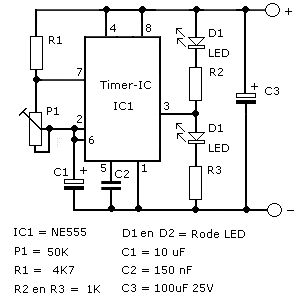 +
4 8 D1
R1 LED
7 R2
Timer-IC
IC1 C3
+
P1 3
2 D1
6 LED
C1 + 5 1
C2 R3
−
IC1 = NE555 D1 en D2 = Rode LED
P1 = 50K C1 = 10 uF
R1 = 4K7 C2 = 150 nF
R2 en R3 = 1K C3 = 100uF 25V